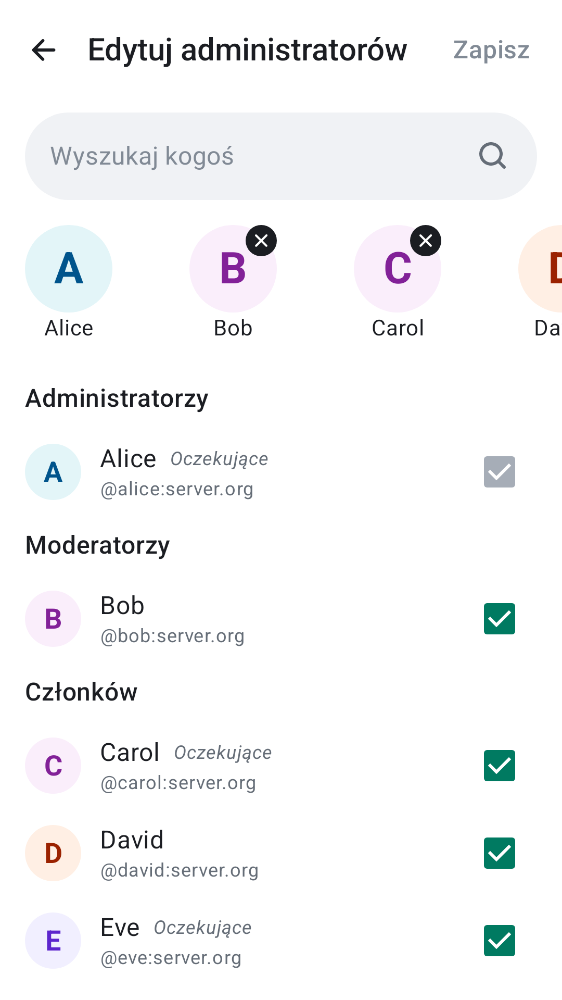 Edytuj administratorów
Zapisz
Wyszukaj kogoś
A
B
C
D
Alice
Bob
Carol
Da
Administratorzy
A
Alice Oczekujące
@alice:server.org
Moderatorzy
B
Bob
@bob:server.org
Członków
C
Carol Oczekujące
@carol:server.org
D
David
@david:server.org
E
Eve Oczekujące
@eve:server.org